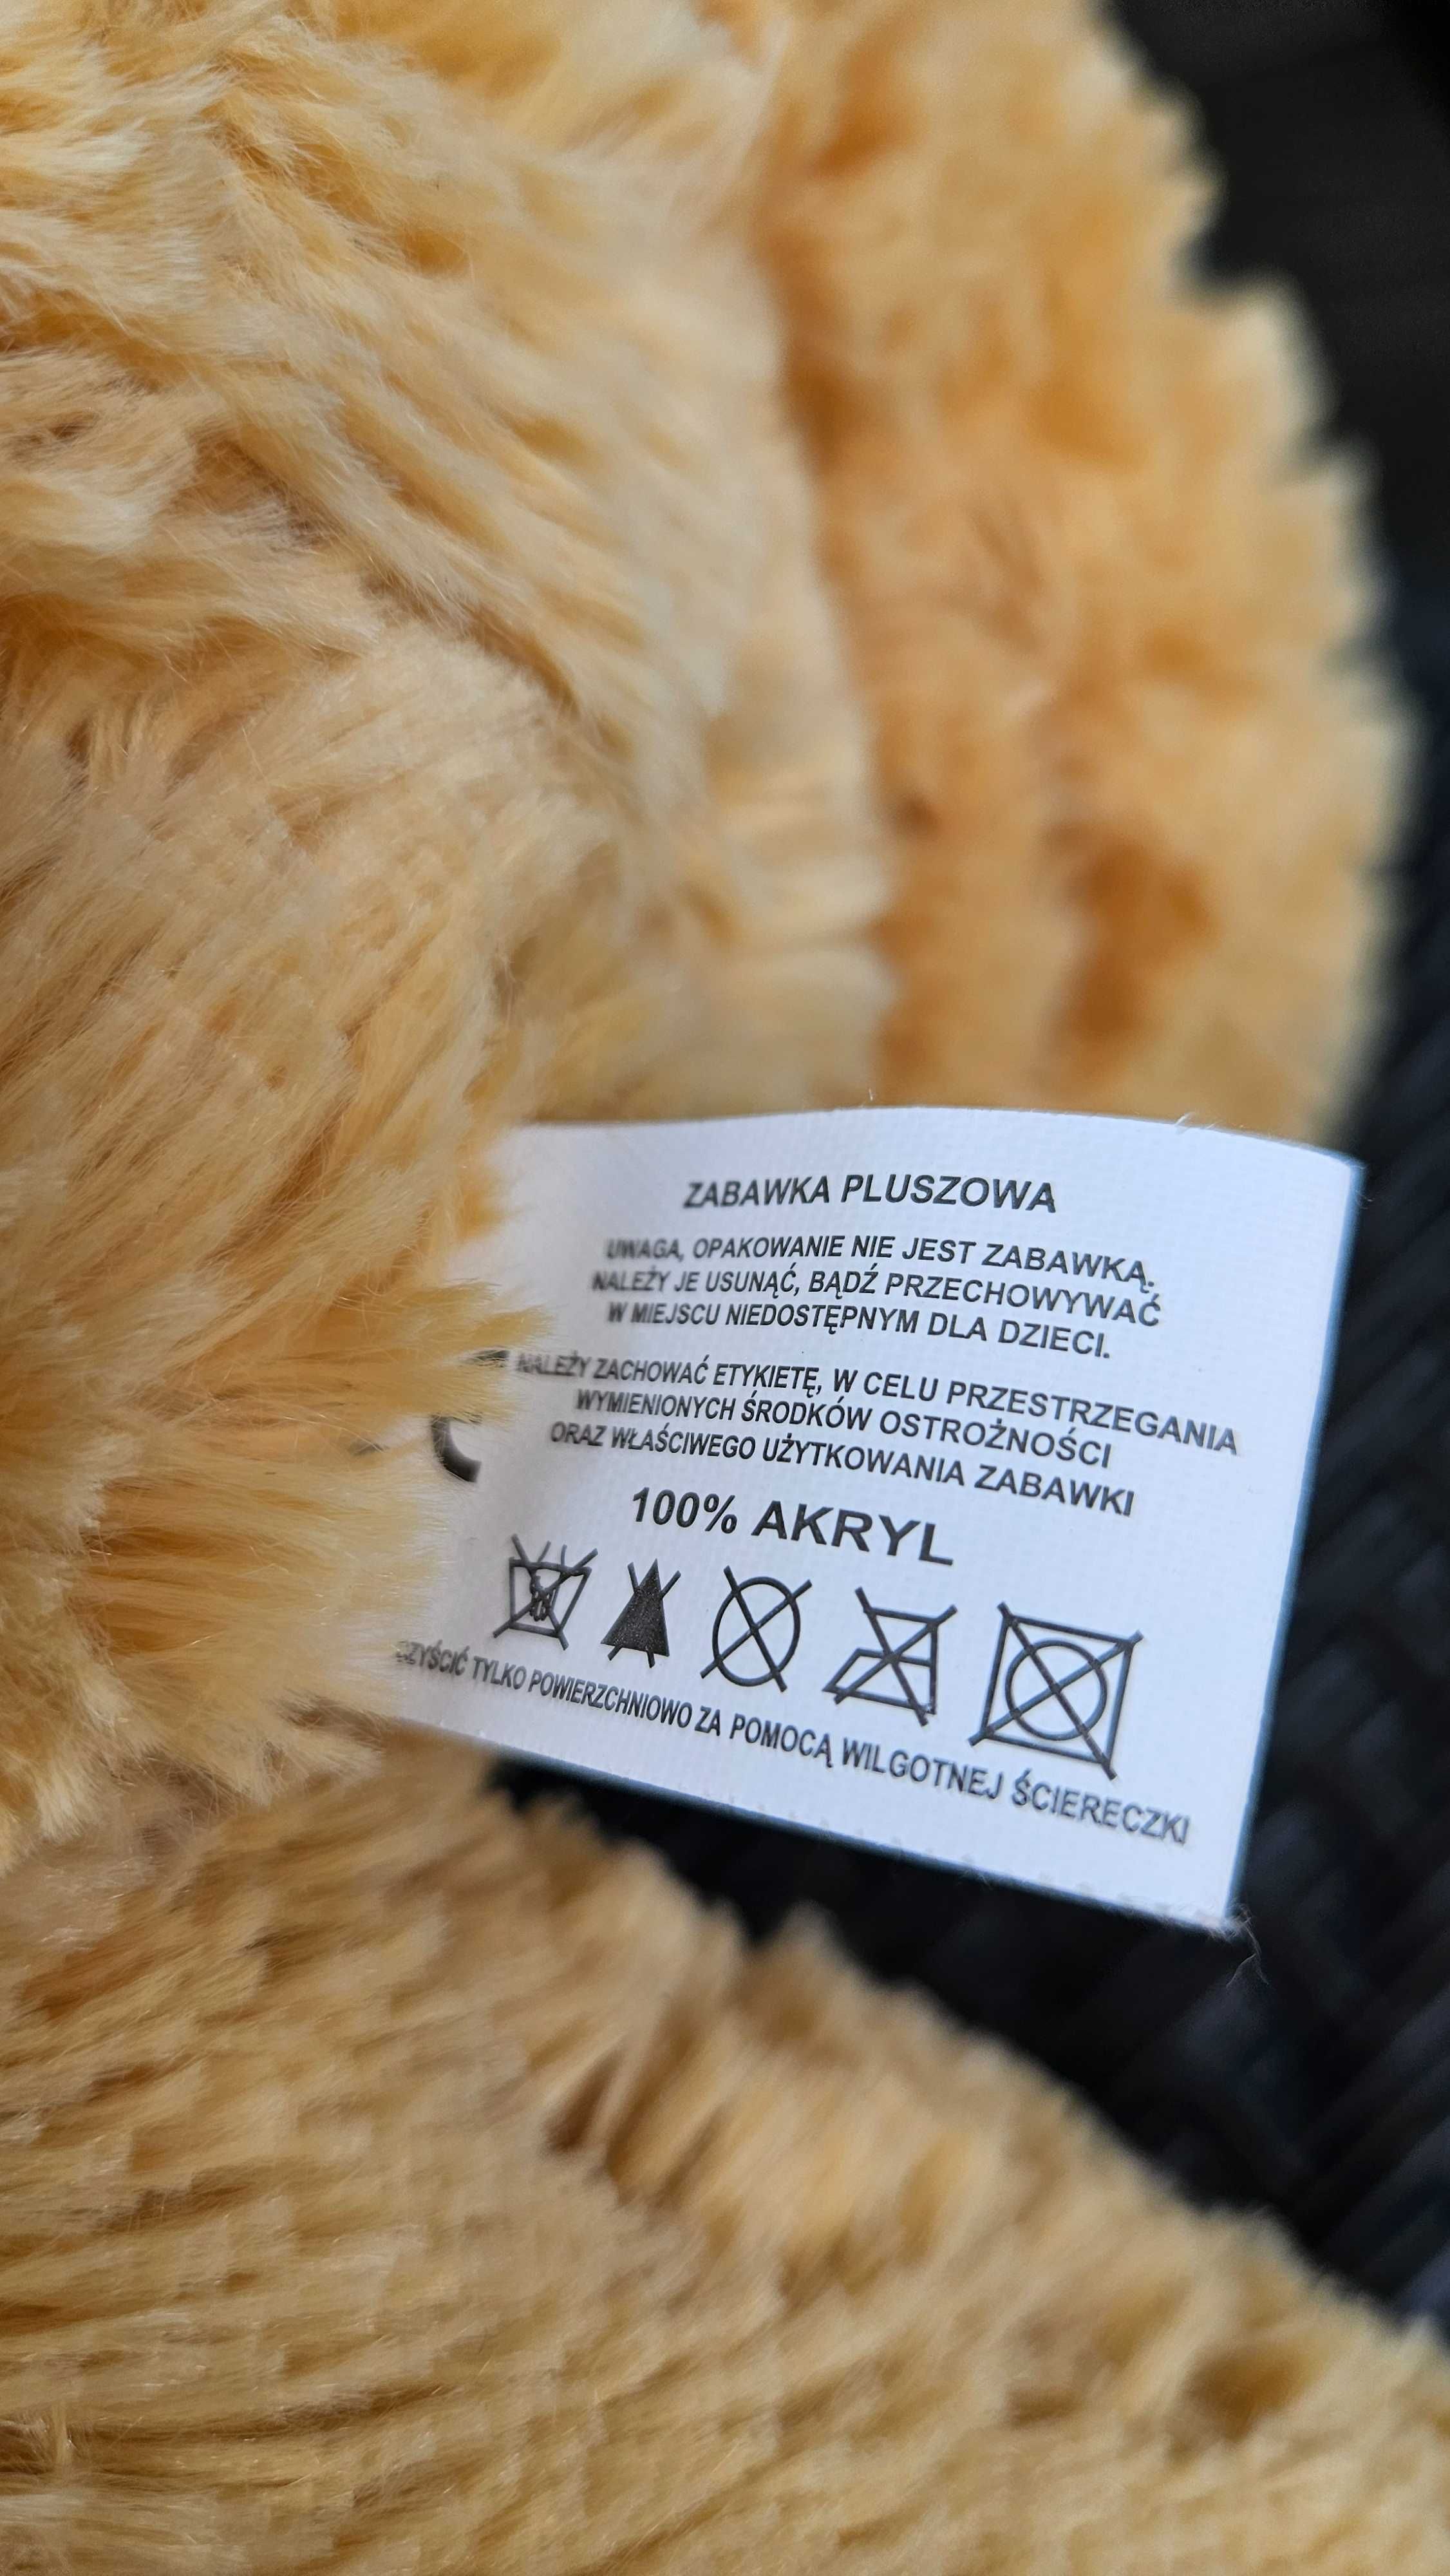 ZABAWKA PLUSZOWA
UWAGA, OPAKOWANIE NIE JEST ZABAWKĄ.
NALEŻY JE USUNĄĆ, BĄDŹ PRZECHOWYWAĆ
W MIEJSCU NIEDOSTĘPNYM DLA DZIECI.
NALEŻY ZACHOWAĆ ETYKIETĘ, W CELU PRZESTRZEGANIA
WYMIENIONYCH ŚRODKÓW OSTROŻNOŚCI
ORAZ WŁAŚCIWEGO UŻYTKOWANIA ZABAWKI
100% AKRYL
CZYŚCIĆ TYLKO POWIERZCHNIOWO ZA POMOCĄ WILGOTNEJ ŚCIERECZKI